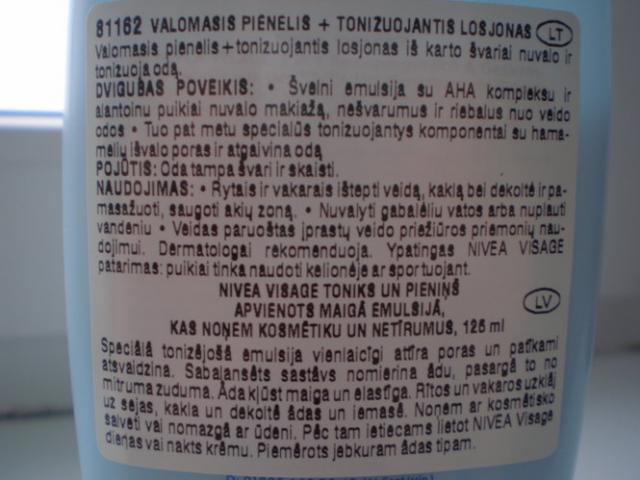 81162 VALOMASIS PIENELIS + TONIZUOJANTIS LOSJONAS LT
Valomasis pienelis+tonizuojantis losjonas iš karto švariai nuvalo ir
tonizuoja odą.
DVIGUBAS POVEIKIS: • Švelni emulsija su AHA kompleksu ir
alantoinu puikiai nuvalo makiažą, nešvarumus ir riebalus nuo veido
odos • Tuo pat metu specialūs tonizuojantys komponentai su hama-
melių išvalo poras ir atgaivina odą
POJŪTIS: Oda tampa švari ir skaisti.
NAUDOJIMAS: • Rytais ir vakarais ištepti veidą, kaklą bei dekoltė ir pa-
masažuoti, saugoti akių zoną. • Nuvalyti gabalėliu vatos arba nuplauti
vandeniu • Veidas paruoštas įprastų veido priežiūros priemonių nau-
dojimui. Dermatologai rekomenduoja. Ypatingas NIVEA VISAGE
patarimas: puikiai tinka naudoti kelionėje ar sportuojant.
NIVEA VISAGE TONIKS UN PIENIŅŠ
APVIENOTS MAIGĀ EMULSIJĀ, LV
KAS NOŅEM KOSMĒTIKU UN NETĪRUMUS, 125 ml
Speciālā tonizējošā emulsija vienlaicīgi attīra poras un patīkami
atsvaidzina. Sabalansēts sastāvs nomierina ādu, pasargā to no
mitruma zuduma. Āda kļūst maiga un elastīga. Rītos un vakaros uzklāj
uz sejas, kakla un dekoltē ādas un iemasē. Noņem ar kosmētisko
salveti vai nomazgā ar ūdeni. Pēc tam ieteicams lietot NIVEA Visage
dienas vai nakts krēmu. Piemērots jebkuram ādas tipam.